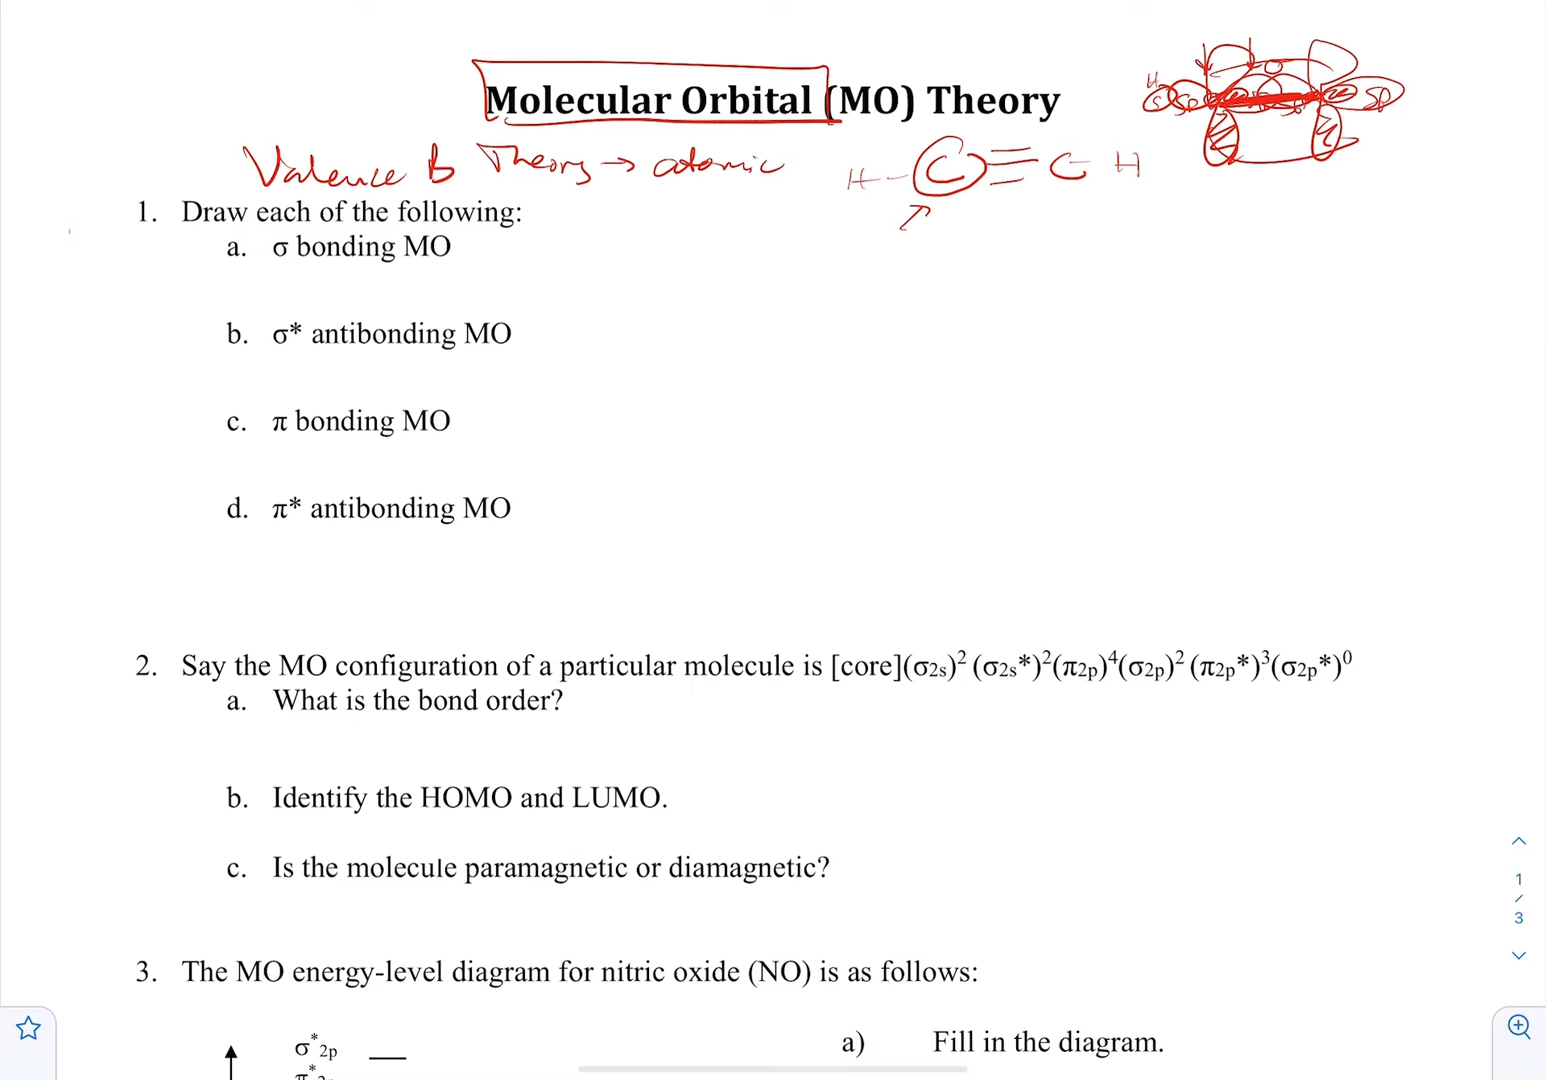 Molecular Orbital (MO) Theory
Valence B Theory → atomic H - C ≡ C - H
H
S sp σ sp
1. Draw each of the following:
a. σ bonding MO
b. σ* antibonding MO
c. π bonding MO
d. π* antibonding MO
2. Say the MO configuration of a particular molecule is [core](σ2s)² (σ2s*)²(π2p)⁴(σ2p)² (π2p*)³(σ2p*)⁰
a. What is the bond order?
b. Identify the HOMO and LUMO.
c. Is the molecule paramagnetic or diamagnetic?
1
/
3
3. The MO energy-level diagram for nitric oxide (NO) is as follows:
σ*2p
a) Fill in the diagram.